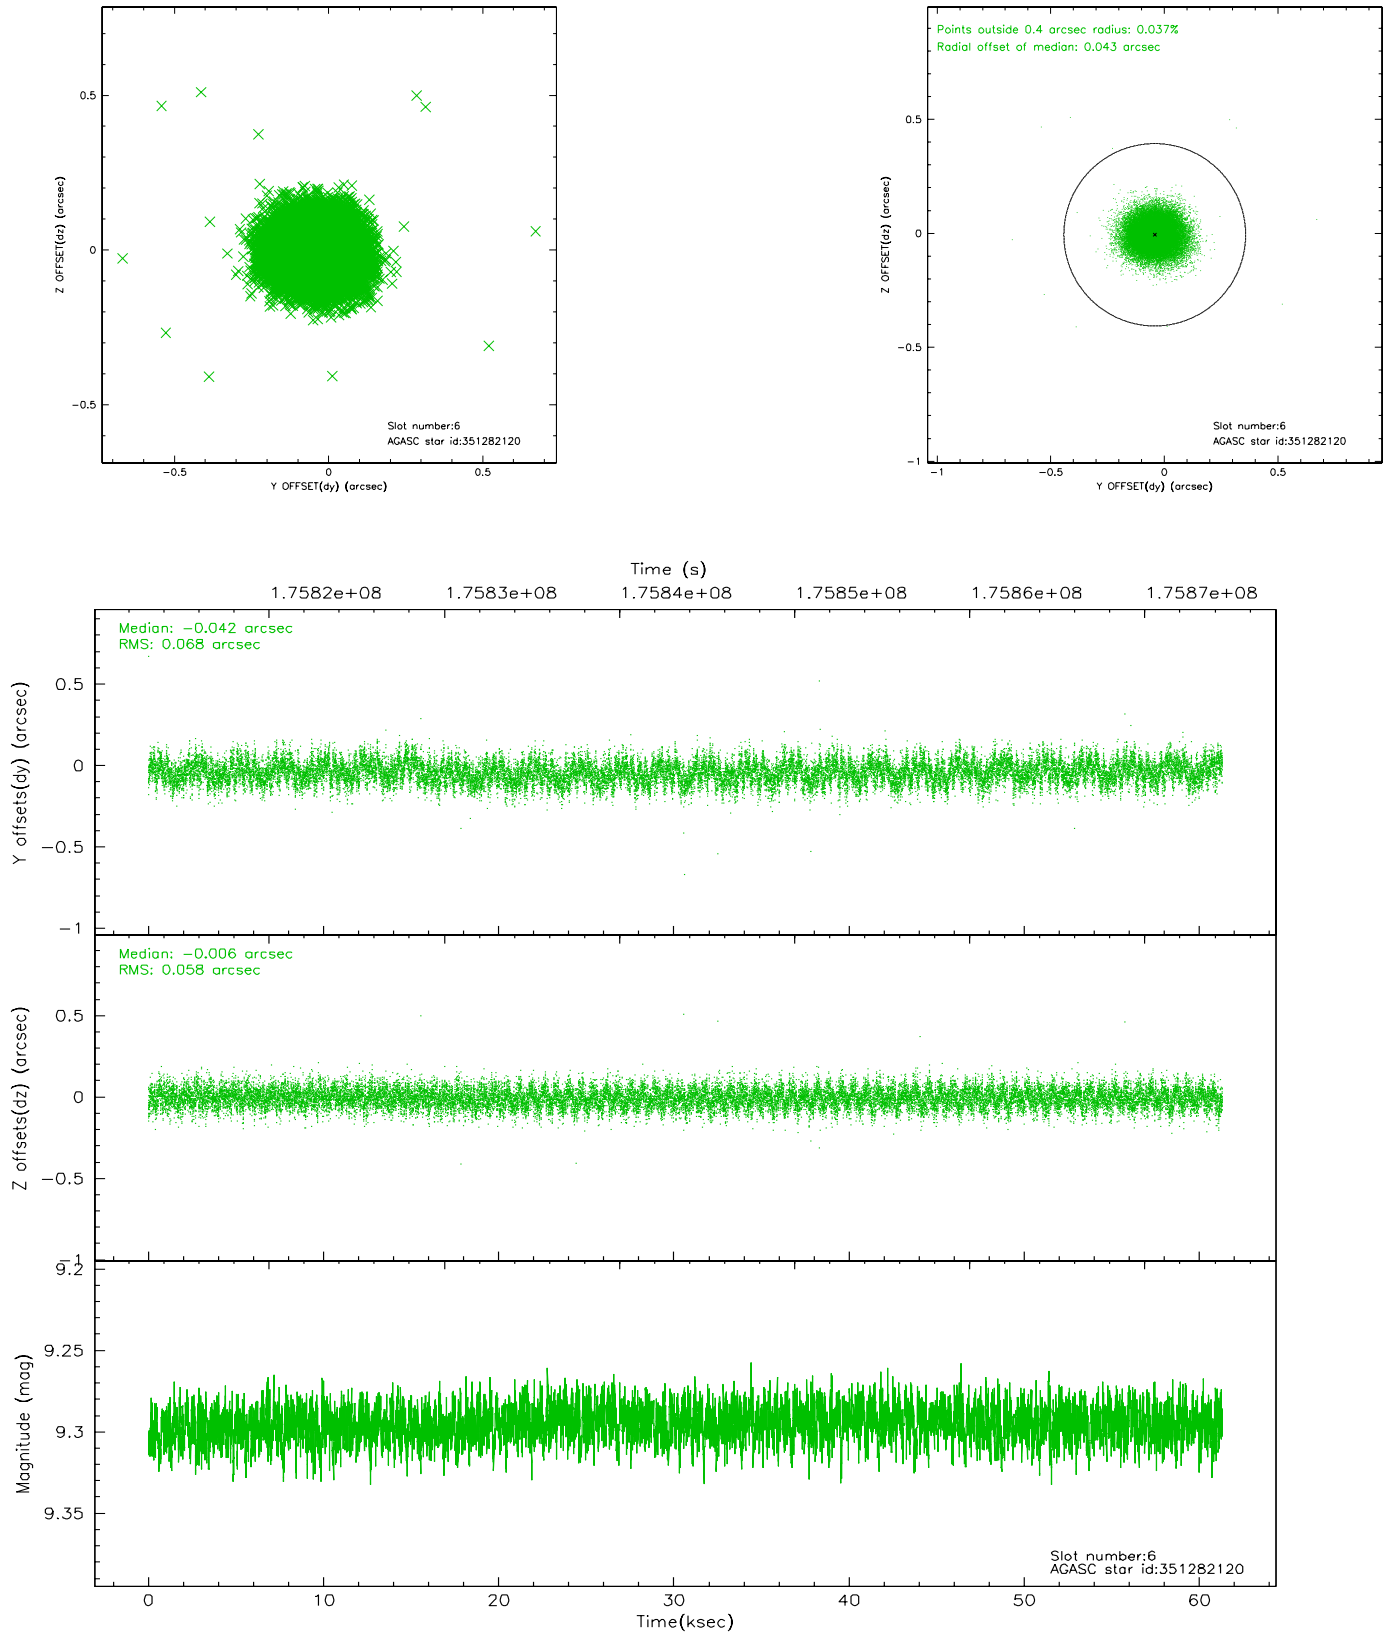 0.5
0
-0.5
Z OFFSET(dz) (arcsec)
Slot number:6
AGASC star id:351282120
-0.5
0
0.5
Y OFFSET(dy) (arcsec)
Points outside 0.4 arcsec radius: 0.037%
Radial offset of median: 0.043 arcsec
0.5
0
-0.5
-1
Z OFFSET(dz) (arcsec)
Slot number:6
AGASC star id:351282120
-1
-0.5
0
0.5
Y OFFSET(dy) (arcsec)
Time (s)
1.7582e+08
1.7583e+08
1.7584e+08
1.7585e+08
1.7586e+08
1.7587e+08
Median: -0.042 arcsec
RMS: 0.068 arcsec
0.5
0
-0.5
-1
Y offsets(dy) (arcsec)
Median: -0.006 arcsec
RMS: 0.058 arcsec
0.5
0
-0.5
-1
Z offsets(dz) (arcsec)
9.2
9.25
9.3
9.35
Magnitude (mag)
Slot number:6
AGASC star id:351282120
0
10
20
30
40
50
60
Time(ksec)